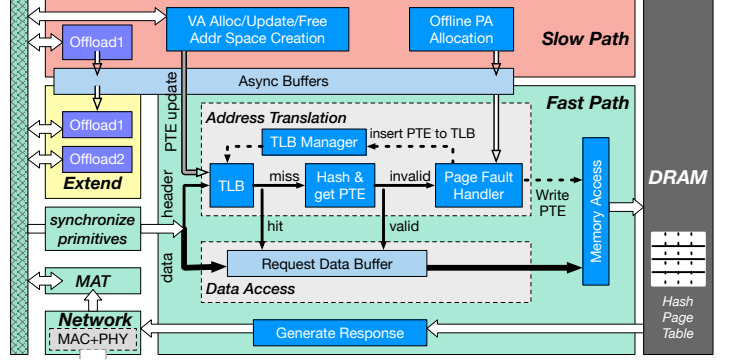 VA Alloc/Update/Free
Addr Space Creation
Offline PA
Allocation
Slow Path
Offload1
Async Buffers
PTE update
Fast Path
Address Translation
Offload1
TLB Manager
insert PTE to TLB
Offload2
Extend
TLB
miss
Hash &
get PTE
invalid
Page Fault
Handler
Write
PTE
Memory Access
DRAM
header
synchronize
primitives
hit
valid
data
Request Data Buffer
Data Access
MAT
Network
MAC+PHY
Generate Response
Hash
Page
Table